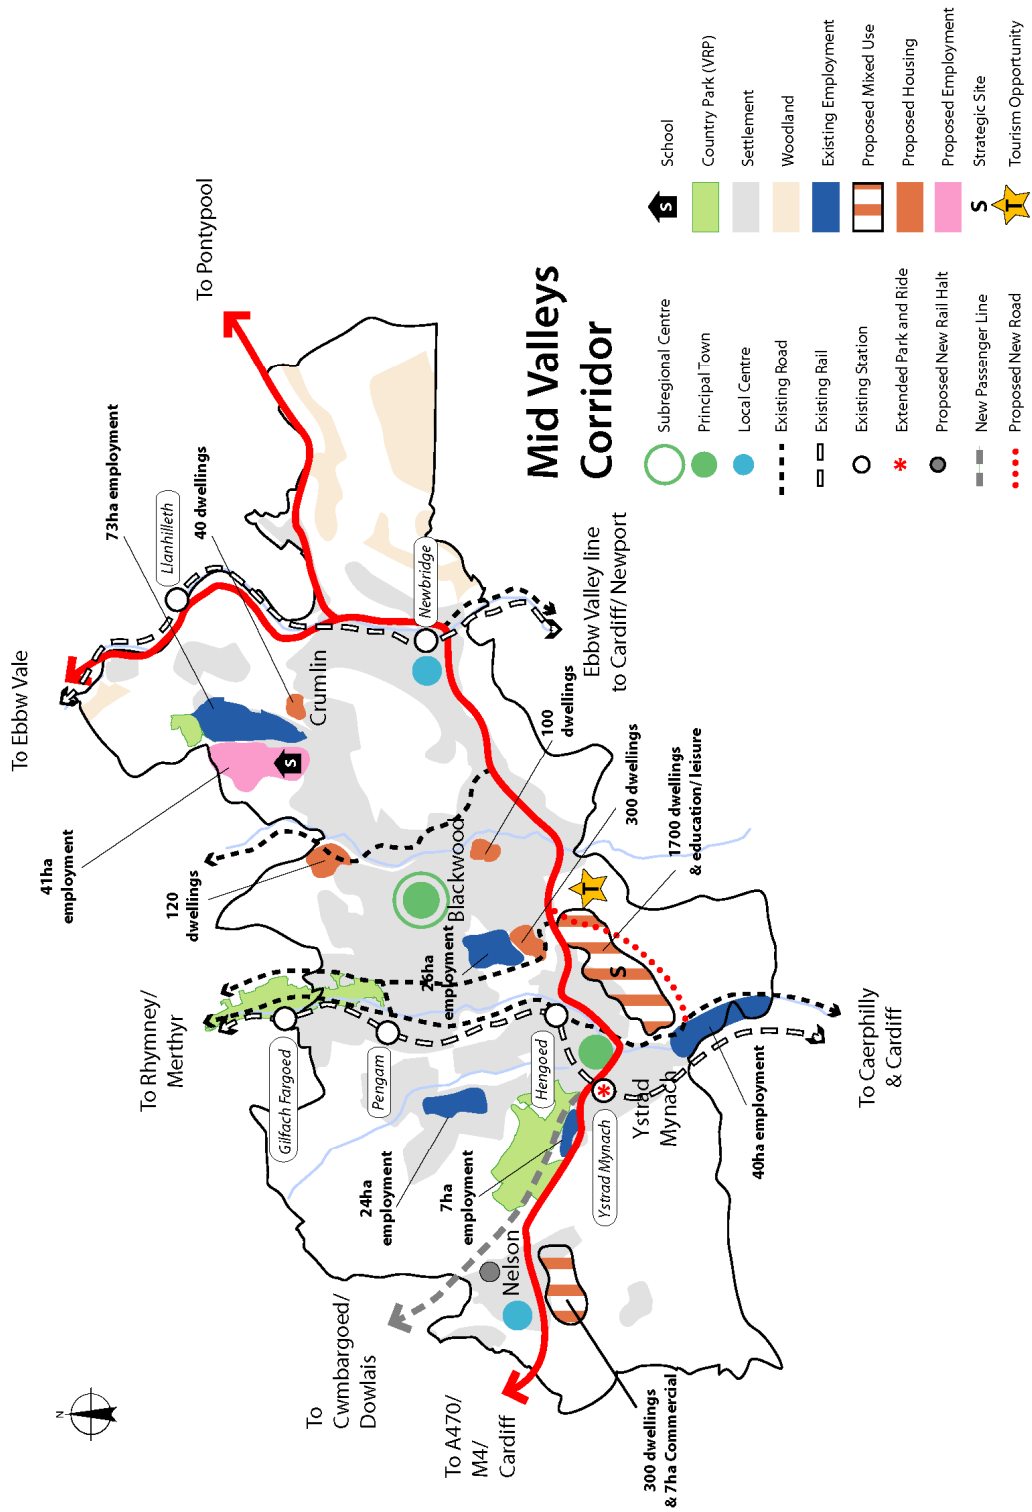 N
To Ebbw Vale
To Pontypool
To Rhymney/
Merthyr
To
Cwmbargoed/
Dowlais
To A470/
M4/
Cardiff
41ha
employment
73ha employment
Llanhilleth
40 dwellings
120
dwellings
Crumlin
S
Gilfach Fargoed
Pengam
Blackwood
Newbridge
24ha
employment
26ha
employment
7ha
employment
Hengoed
Nelson
Ystrad Mynach
Ystrad
Mynach
100
dwellings
300 dwellings
1700 dwellings
& education/ leisure
S
T
Ebbw Valley line
to Cardiff/ Newport
300 dwellings
& 7ha Commercial
40ha employment
To Caerphilly
& Cardiff
Mid Valleys
Corridor
Subregional Centre
Principal Town
Local Centre
Existing Road
Existing Rail
Existing Station
Extended Park and Ride
Proposed New Rail Halt
New Passenger Line
Proposed New Road
S
School
Country Park (VRP)
Settlement
Woodland
Existing Employment
Proposed Mixed Use
Proposed Housing
Proposed Employment
S
Strategic Site
T
Tourism Opportunity